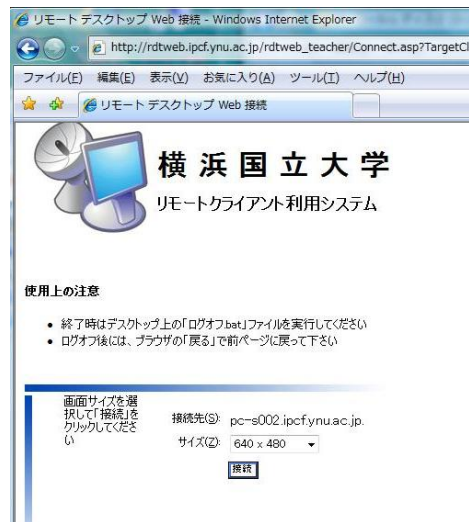 リモート デスクトップ Web 接続 - Windows Internet Explorer
http://rdtweb.ipcf.ynu.ac.jp/rdtweb_teacher/Connect.asp?TargetCl
ファイル(F) 編集(E) 表示(V) お気に入り(A) ツール(T) ヘルプ(H)
リモート デスクトップ Web 接続
横浜国立大学
リモートクライアント利用システム
使用上の注意
• 終了時はデスクトップ上の「ログオフ.bat」ファイルを実行してください
• ログオフ後には、ブラウザの「戻る」で前ページに戻って下さい
画面サイズを選
択して「接続」を
クリックしてくださ
い
接続先(S): pc-s002.ipcf.ynu.ac.jp.
サイズ(Z): 640 x 480
接続